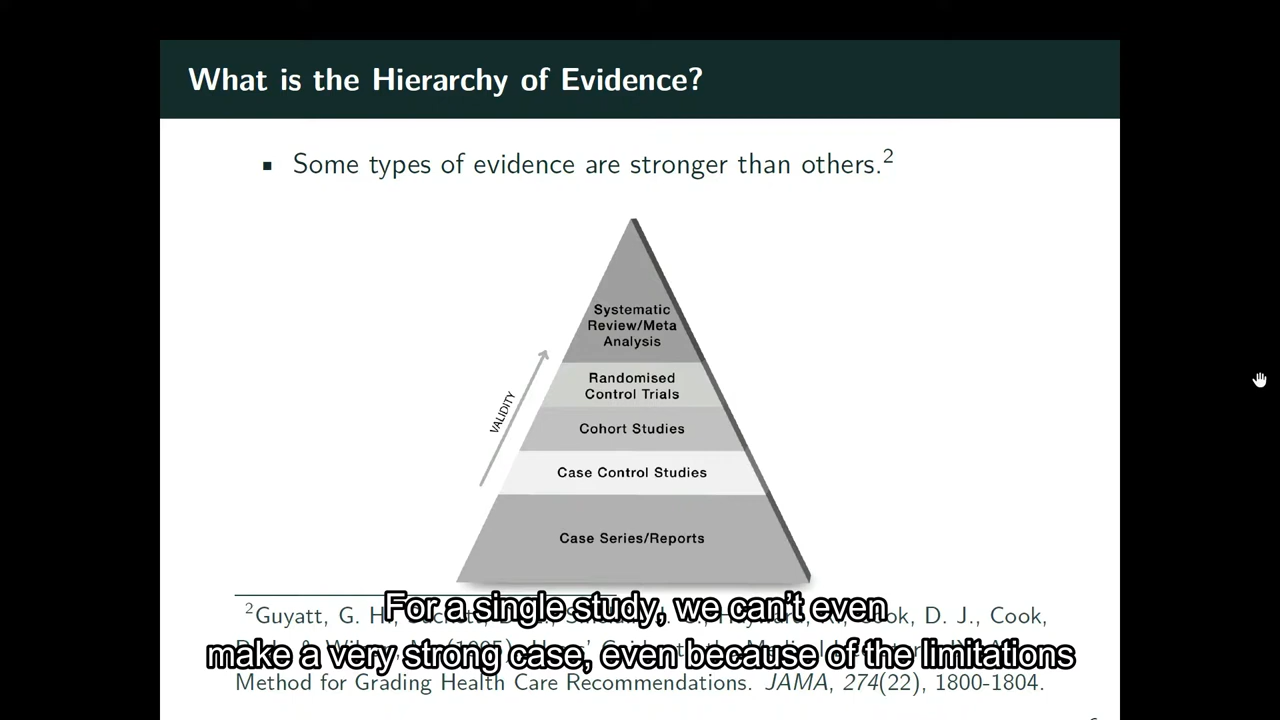 What is the Hierarchy of Evidence?
▪ Some types of evidence are stronger than others.²
Systematic
Review/Meta
Analysis
Randomised
Control Trials
VALIDITY
Cohort Studies
Case Control Studies
Case Series/Reports
²Guyatt, G. H. Cook, D. J., Cook,
For a single study, we can't even
make a very strong case, even because of the limitations
Method for Grading Health Care Recommendations. JAMA, 274(22), 1800-1804.